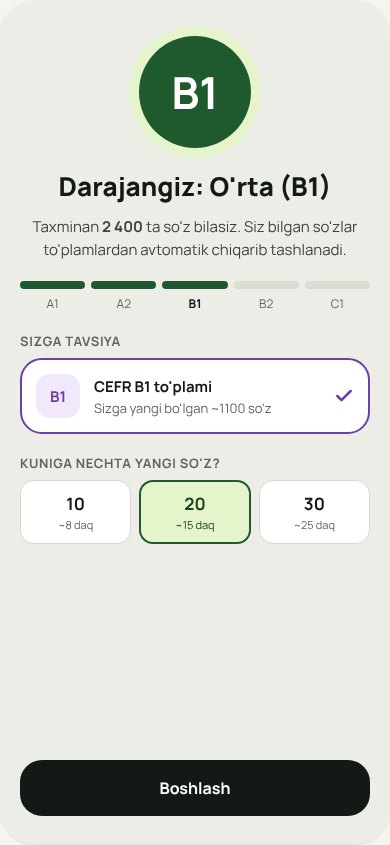 B1
Darajangiz: O'rta (B1)
Taxminan 2 400 ta so'z bilasiz. Siz bilgan so'zlar
to'plamlardan avtomatik chiqarib tashlanadi.
A1
A2
B1
B2
C1
SIZGA TAVSIYA
B1
CEFR B1 to'plami
Sizga yangi bo'lgan ~1100 so'z
KUNIGA NECHTA YANGI SO'Z?
10
~8 daq
20
~15 daq
30
~25 daq
Boshlash